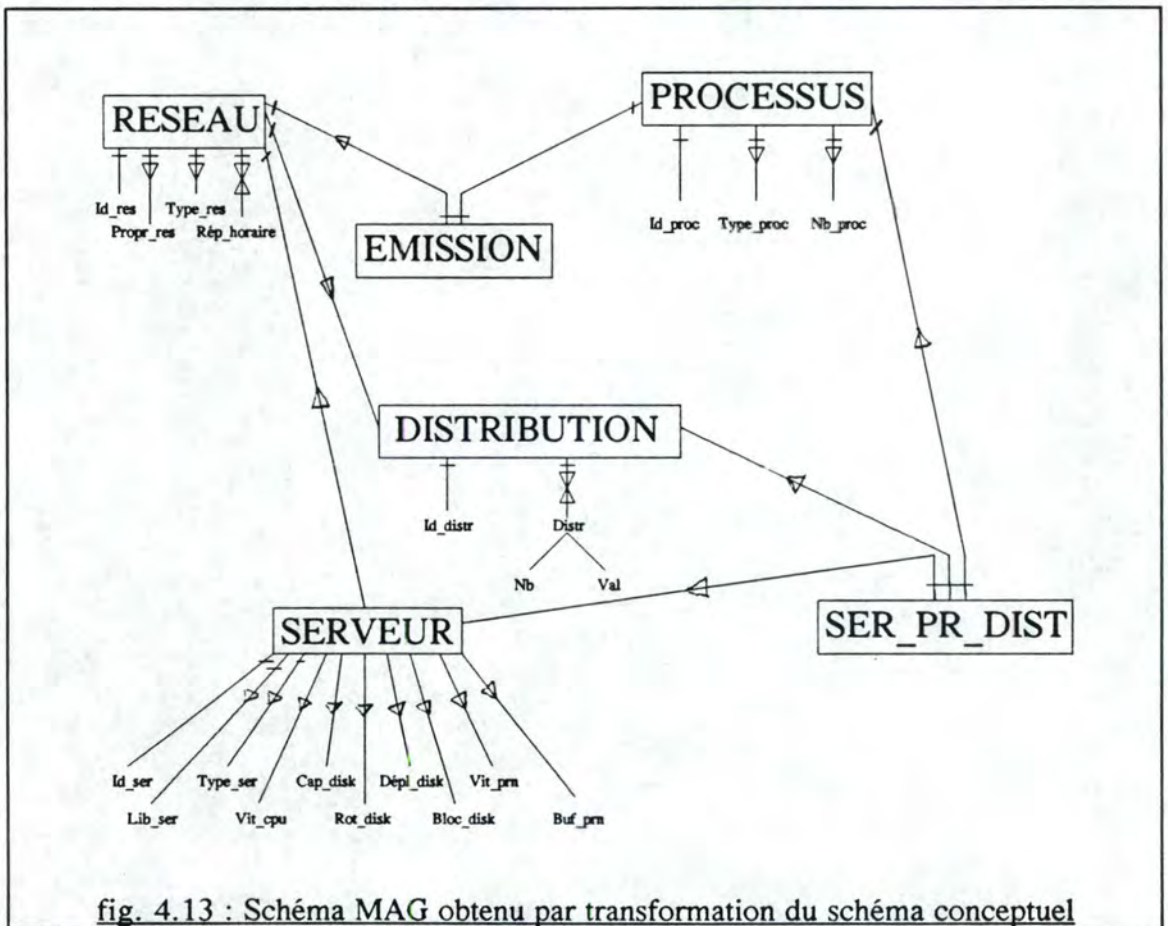 RESEAU
PROCESSUS
Id_res
Type_res
Propr_res
Rép_horaire
Id_proc
Type_proc
Nb_proc
EMISSION
DISTRIBUTION
Id_distr
Distr
Nb
Val
SERVEUR
SER_PR_DIST
Id_ser
Type_ser
Cap_disk
Dépl_disk
Vit_prn
Lib_ser
Vit_cpu
Rot_disk
Bloc_disk
Buf_prn
fig. 4.13 : Schéma MAG obtenu par transformation du schéma conceptuel